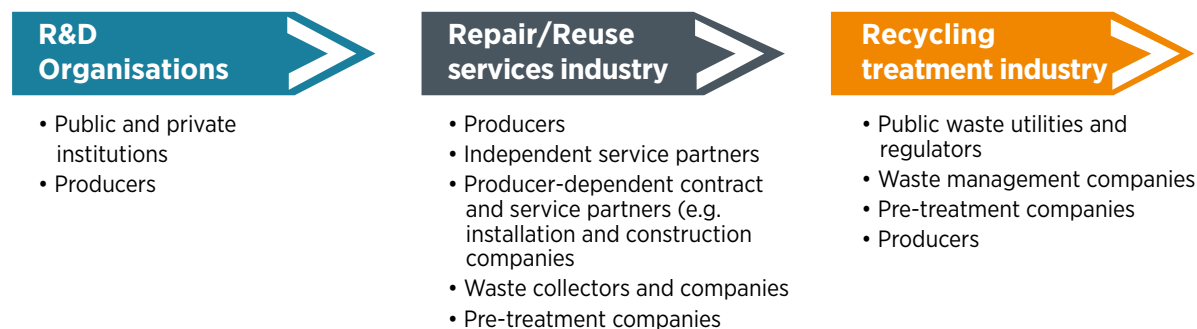 R&D
Organisations
• Public and private
institutions
• Producers
Repair/Reuse
services industry
• Producers
• Independent service partners
• Producer-dependent contract
and service partners (e.g.
installation and construction
companies
• Waste collectors and companies
• Pre-treatment companies
Recycling
treatment industry
• Public waste utilities and
regulators
• Waste management companies
• Pre-treatment companies
• Producers